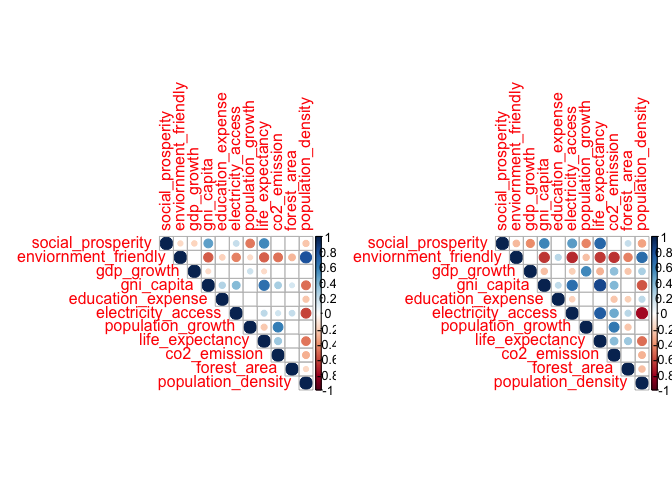 social_prosperity
enviornment_friendly
gdp_growth
gni_capita
education_expense
electricity_access
population_growth
life_expectancy
co2_emission
forest_area
population_density
social_prosperity
enviornment_friendly
gdp_growth
gni_capita
education_expense
electricity_access
population_growth
life_expectancy
co2_emission
forest_area
population_density
1
0.8
0.6
0.4
0.2
0
-0.2
-0.4
-0.6
-0.8
-1
social_prosperity
enviornment_friendly
gdp_growth
gni_capita
education_expense
electricity_access
population_growth
life_expectancy
co2_emission
forest_area
population_density
social_prosperity
enviornment_friendly
gdp_growth
gni_capita
education_expense
electricity_access
population_growth
life_expectancy
co2_emission
forest_area
population_density
1
0.8
0.6
0.4
0.2
0
-0.2
-0.4
-0.6
-0.8
-1